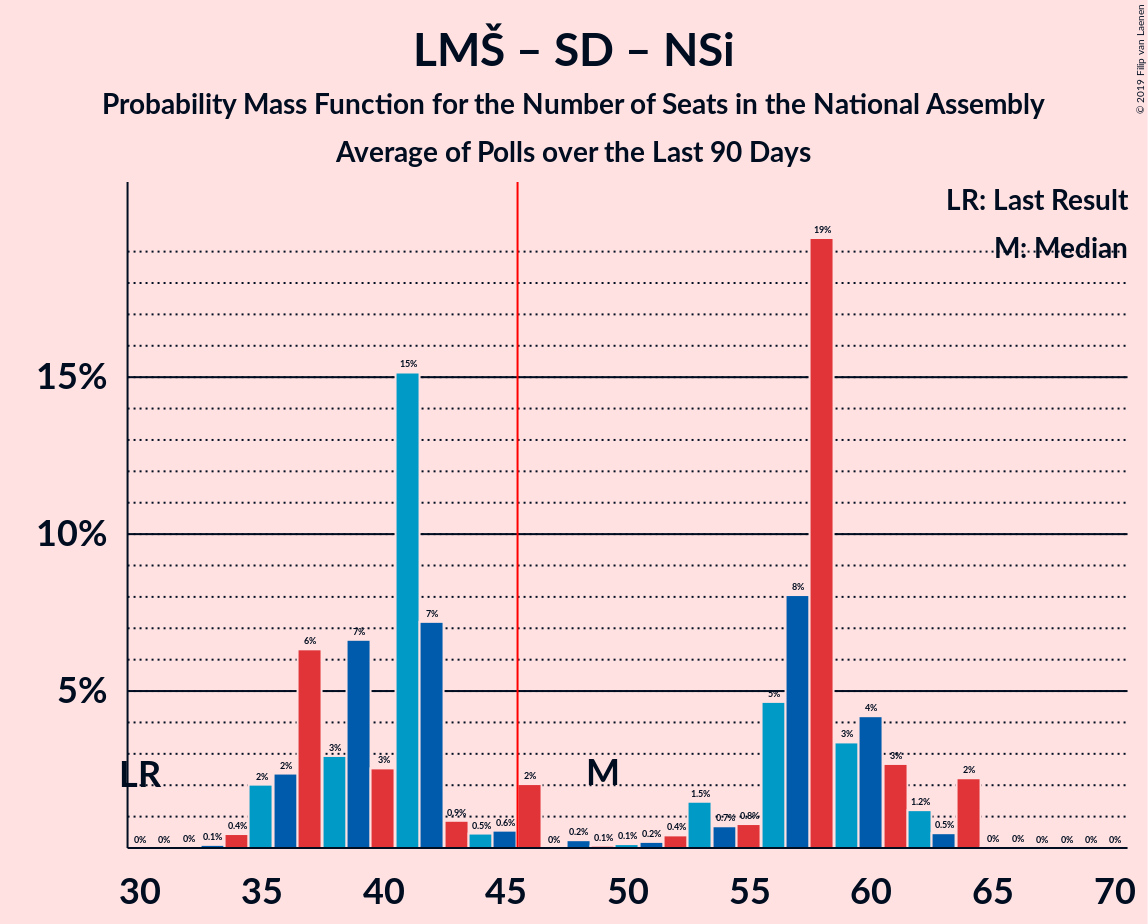 LMŠ – SD – NSi
Probability Mass Function for the Number of Seats in the National Assembly
Average of Polls over the Last 90 Days
© 2019 Filip van Laenen
LR: Last Result
M: Median
15%
10%
5%
LR
M
0% 0% 0% 0.1% 0.4% 2% 2% 6% 3% 7% 3% 15% 7% 0.9% 0.5% 0.6% 2% 0% 0.2% 0.1% 0.1% 0.2% 0.4% 1.5% 0.7% 0.8% 5% 8% 19% 3% 4% 3% 1.2% 0.5% 2% 0% 0% 0% 0% 0% 0%
30 35 40 45 50 55 60 65 70